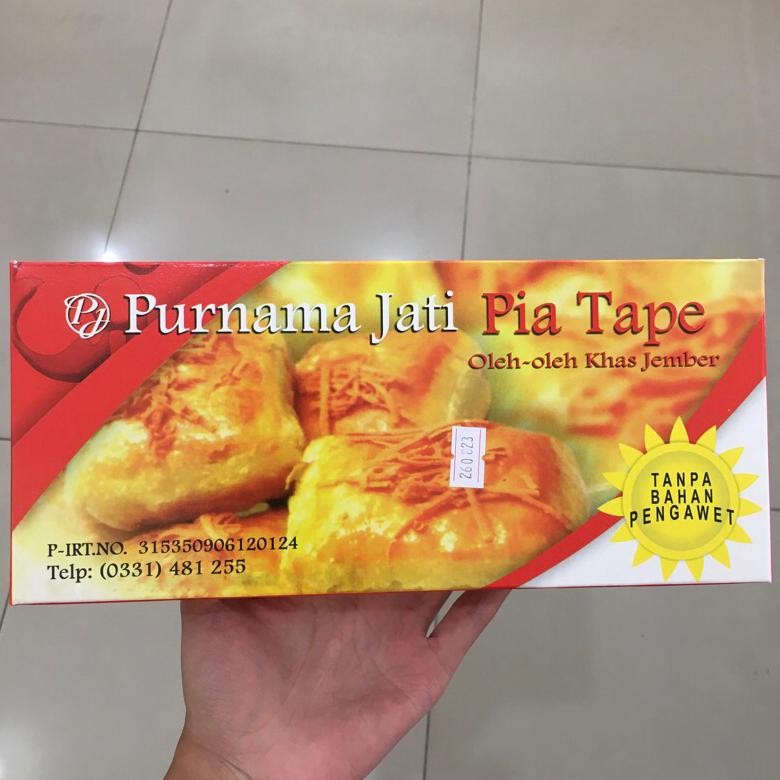 PJ Purnama Jati Pia Tape
Oleh-oleh Khas Jember
TANPA
BAHAN
PENGAWET
P-IRT.NO. 315350906120124
Telp: (0331) 481 255